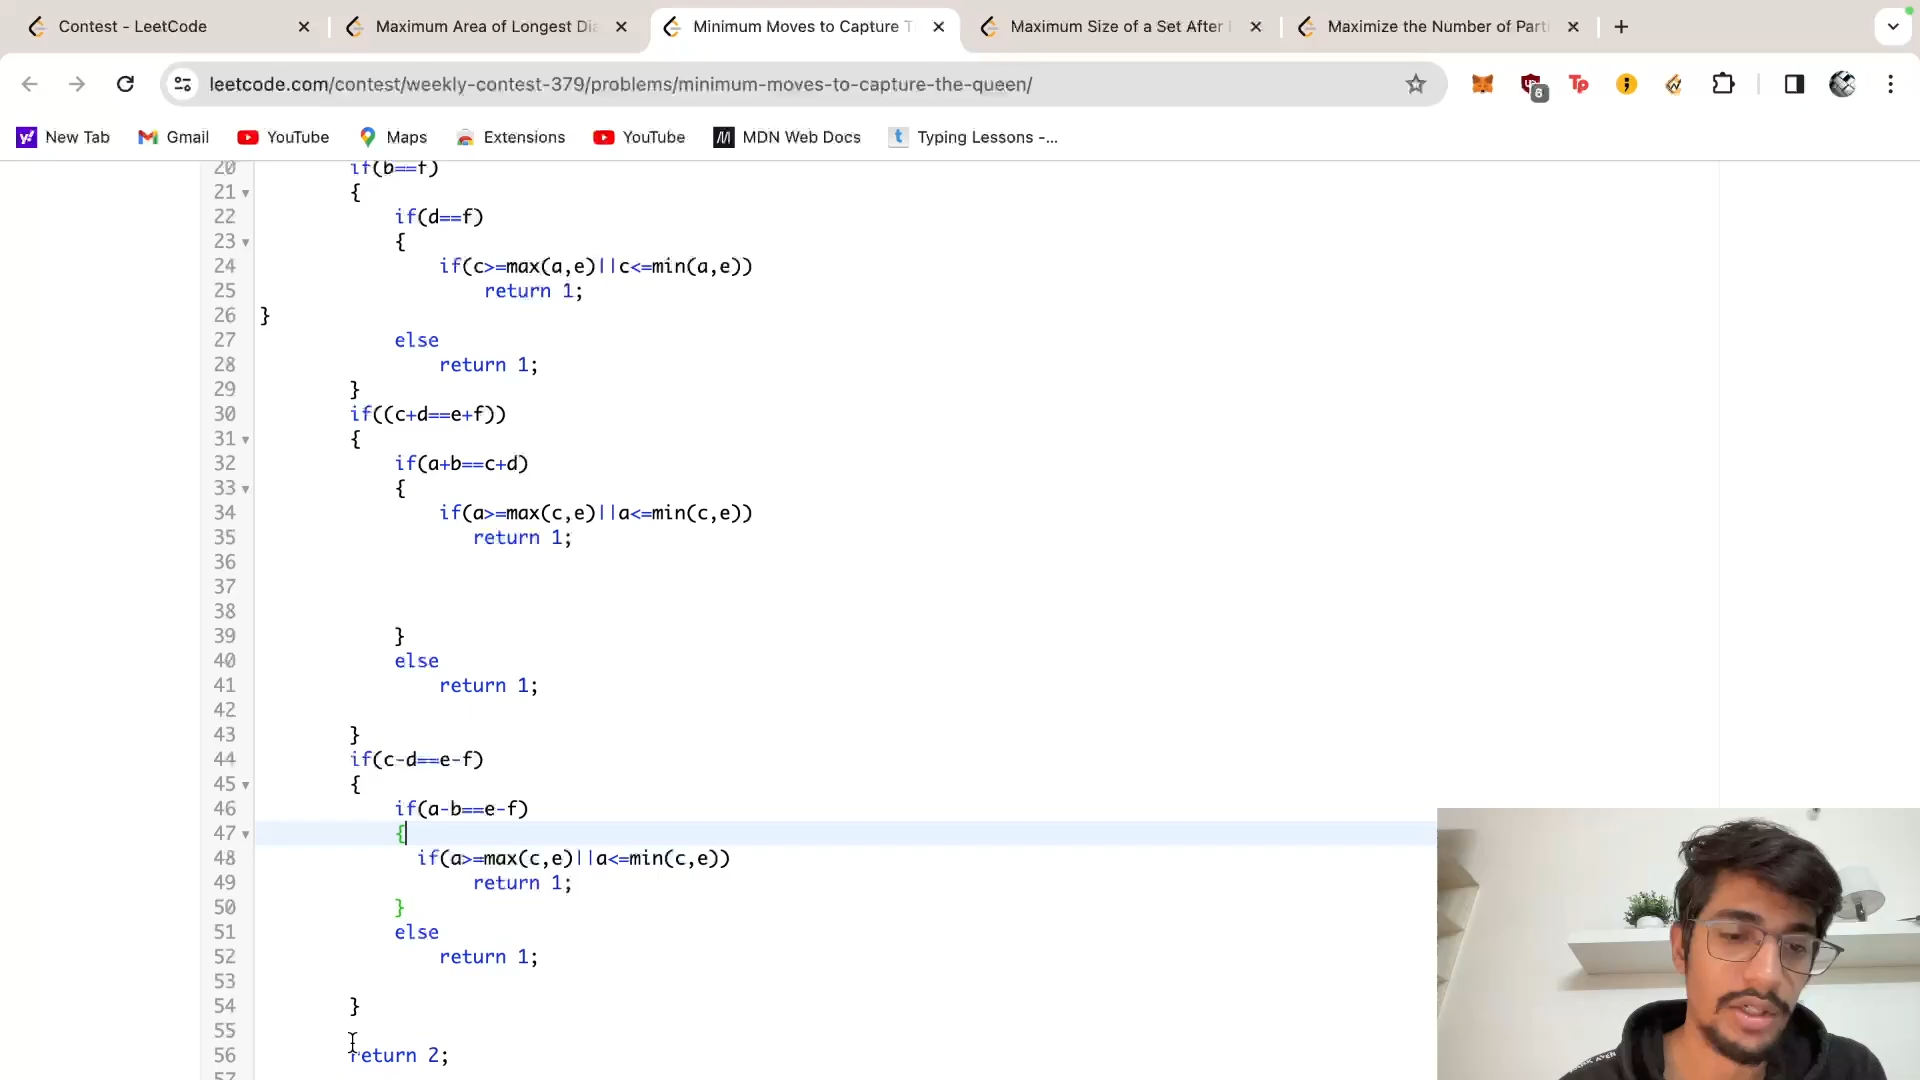 Contest - LeetCode
Maximum Area of Longest Dia
Minimum Moves to Capture T
Maximum Size of a Set After
Maximize the Number of Parti
leetcode.com/contest/weekly-contest-379/problems/minimum-moves-to-capture-the-queen/
6
Tp
New Tab
Gmail
YouTube
Maps
Extensions
YouTube
MDN Web Docs
Typing Lessons -...
20 if(b==f)
21 {
22 if(d==f)
23 {
24 if(c>=max(a,e)||c<=min(a,e))
25 return 1;
26 }
27 else
28 return 1;
29 }
30 if((c+d==e+f))
31 {
32 if(a+b==c+d)
33 {
34 if(a>=max(c,e)||a<=min(c,e))
35 return 1;
36
37
38
39 }
40 else
41 return 1;
42
43 }
44 if(c-d==e-f)
45 {
46 if(a-b==e-f)
47 {
48 if(a>=max(c,e)||a<=min(c,e))
49 return 1;
50 }
51 else
52 return 1;
53
54 }
55
56 return 2;
57